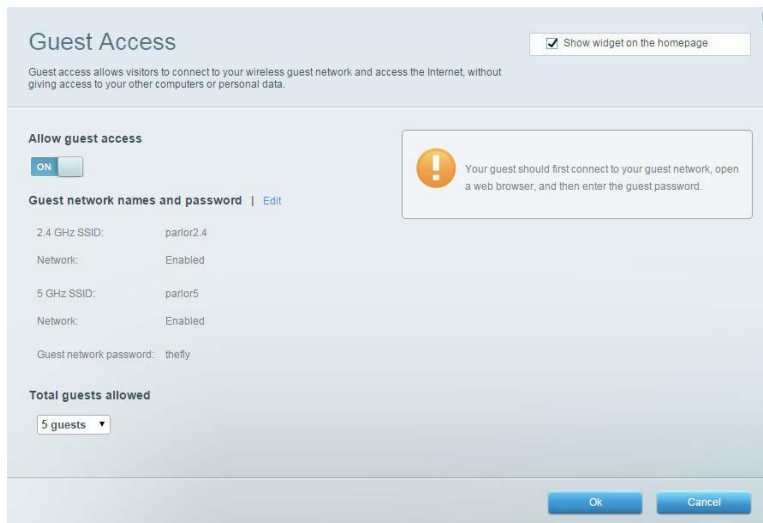 Guest Access
Show widget on the homepage
Guest access allows visitors to connect to your wireless guest network and access the Internet, without
giving access to your other computers or personal data.
Allow guest access
ON
Your guest should first connect to your guest network, open
a web browser, and then enter the guest password.
Guest network names and password | Edit
2.4 GHz SSID: parlor2.4
Network: Enabled
5 GHz SSID: parlor5
Network: Enabled
Guest network password: thefly
Total guests allowed
5 guests
Ok Cancel